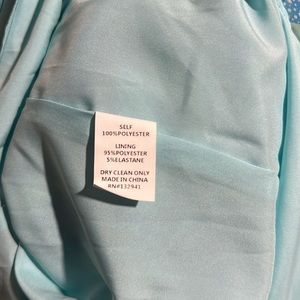 SELF
100%POLYESTER
LINING
95%POLYESTER
5%ELASTANE
DRY CLEAN ONLY
MADE IN CHINA
RN#132941